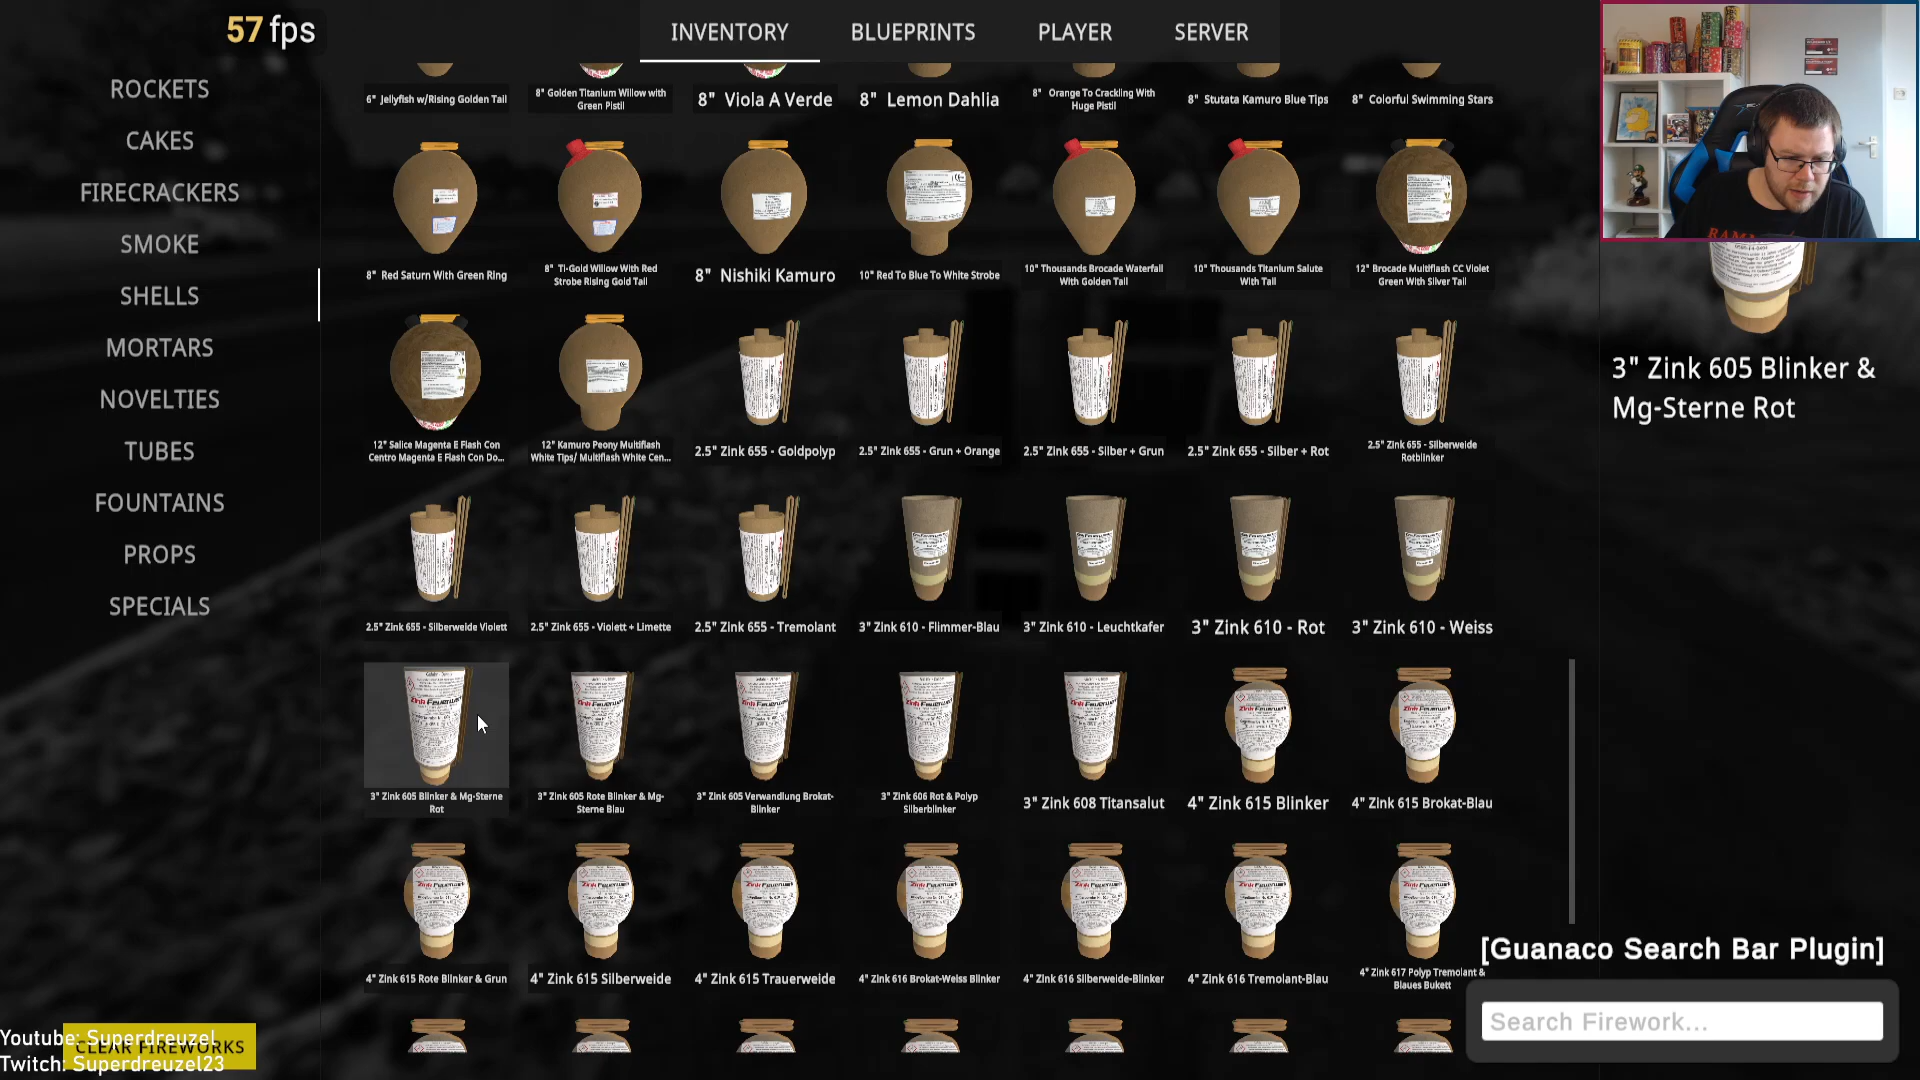 57 fps
INVENTORY
BLUEPRINTS
PLAYER
SERVER
ROCKETS
CAKES
FIRECRACKERS
SMOKE
SHELLS
MORTARS
NOVELTIES
TUBES
FOUNTAINS
PROPS
SPECIALS
6" Jellyfish w/Rising Golden Tail
8" Golden Titanium Willow with
Green Pistil
8" Viola A Verde
8" Lemon Dahlia
8" Orange To Crackling With
Huge Pistil
8" Stutata Kamuro Blue Tips
8" Colorful Swimming Stars
8" Red Saturn With Green Ring
8" Ti-Gold Willow With Red
Strobe Rising Gold Tail
8" Nishiki Kamuro
10" Red To Blue To White Strobe
10" Thousands Brocade Waterfall
With Golden Tail
10" Thousands Titanium Salute
With Tail
12" Brocade Multiflash CC Violet
Green With Silver Tail
12" Salice Magenta E Flash Con
Centro Magenta E Flash Con Do...
12" Kamuro Peony Multiflash
White Tips/ Multiflash White Cen...
2.5" Zink 655 - Goldpolyp
2.5" Zink 655 - Grun + Orange
2.5" Zink 655 - Silber + Grun
2.5" Zink 655 - Silber + Rot
2.5" Zink 655 - Silberweide
Rotblinker
2.5" Zink 655 - Silberweide Violett
2.5" Zink 655 - Violett + Limette
2.5" Zink 655 - Tremolant
3" Zink 610 - Flimmer-Blau
3" Zink 610 - Leuchtkafer
3" Zink 610 - Rot
3" Zink 610 - Weiss
3" Zink 605 Blinker & Mg-Sterne
Rot
3" Zink 605 Rote Blinker & Mg-
Sterne Blau
3" Zink 605 Verwandlung Brokat-
Blinker
3" Zink 606 Rot & Polyp
Silberblinker
3" Zink 608 Titansalut
4" Zink 615 Blinker
4" Zink 615 Brokat-Blau
4" Zink 615 Rote Blinker & Grun
4" Zink 615 Silberweide
4" Zink 615 Trauerweide
4" Zink 616 Brokat-Weiss Blinker
4" Zink 616 Silberweide-Blinker
4" Zink 616 Tremolant-Blau
4" Zink 617 Polyp Tremolant &
Blaues Bukett
3" Zink 605 Blinker &
Mg-Sterne Rot
[Guanaco Search Bar Plugin]
Search Firework...
Youtube: Superdreuzel
CLEAR FIREWORKS
Twitch: Superdreuzel23